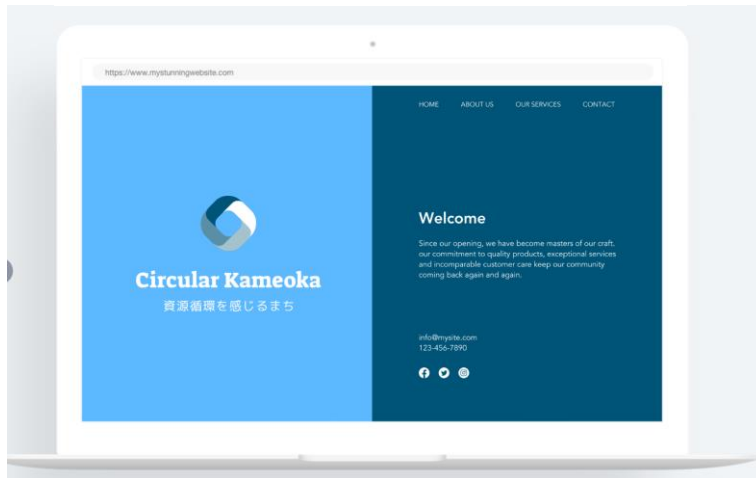 https://www.mystunningwebsite.com
HOME ABOUT US OUR SERVICES CONTACT
Circular Kameoka
資源循環を感じるまち
Welcome
Since our opening, we have become masters of our craft.
our commitment to quality products, exceptional services
and incomparable customer care keep our community
coming back again and again.
info@mysite.com
123-456-7890